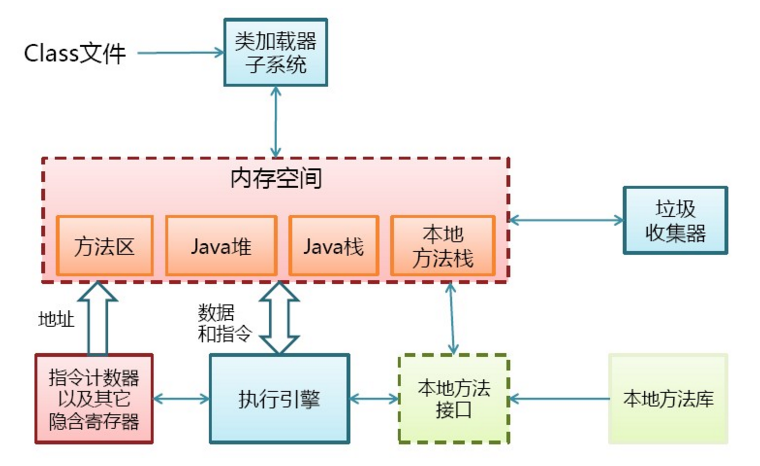 Class文件
类加载器
子系统
内存空间
方法区
Java堆
Java栈
本地
方法栈
垃圾
收集器
地址
数据
和指令
指令计数器
以及其它
隐含寄存器
执行引擎
本地方法
接口
本地方法库